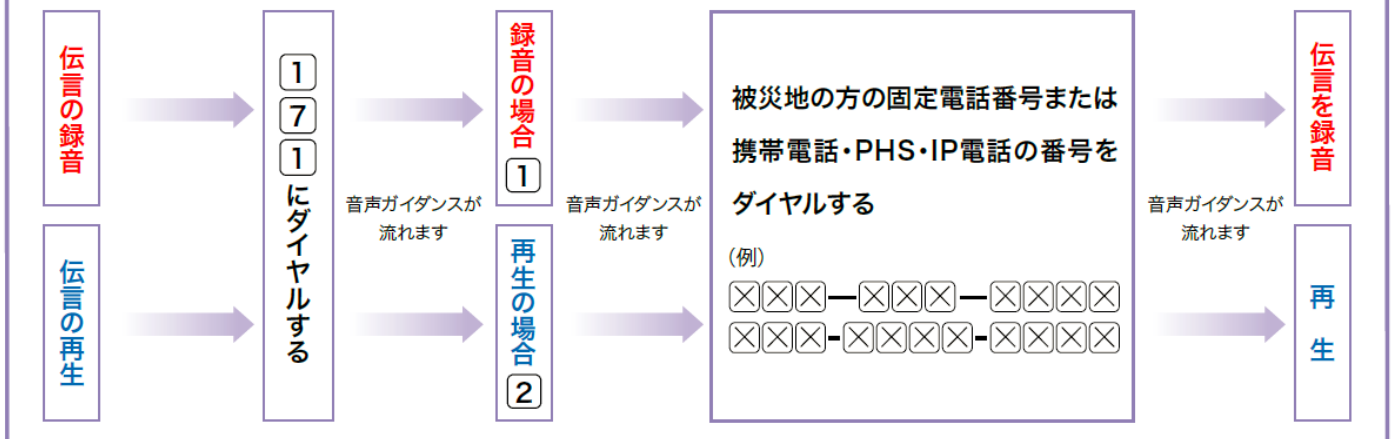 伝言の録音
伝言の再生
171にダイヤルする
音声ガイダンスが
流れます
録音の場合 1
再生の場合 2
音声ガイダンスが
流れます
被災地の方の固定電話番号または
携帯電話・PHS・IP電話の番号を
ダイヤルする
(例)
×××―×××―××××
×××-××××-××××
音声ガイダンスが
流れます
伝言を録音
再生